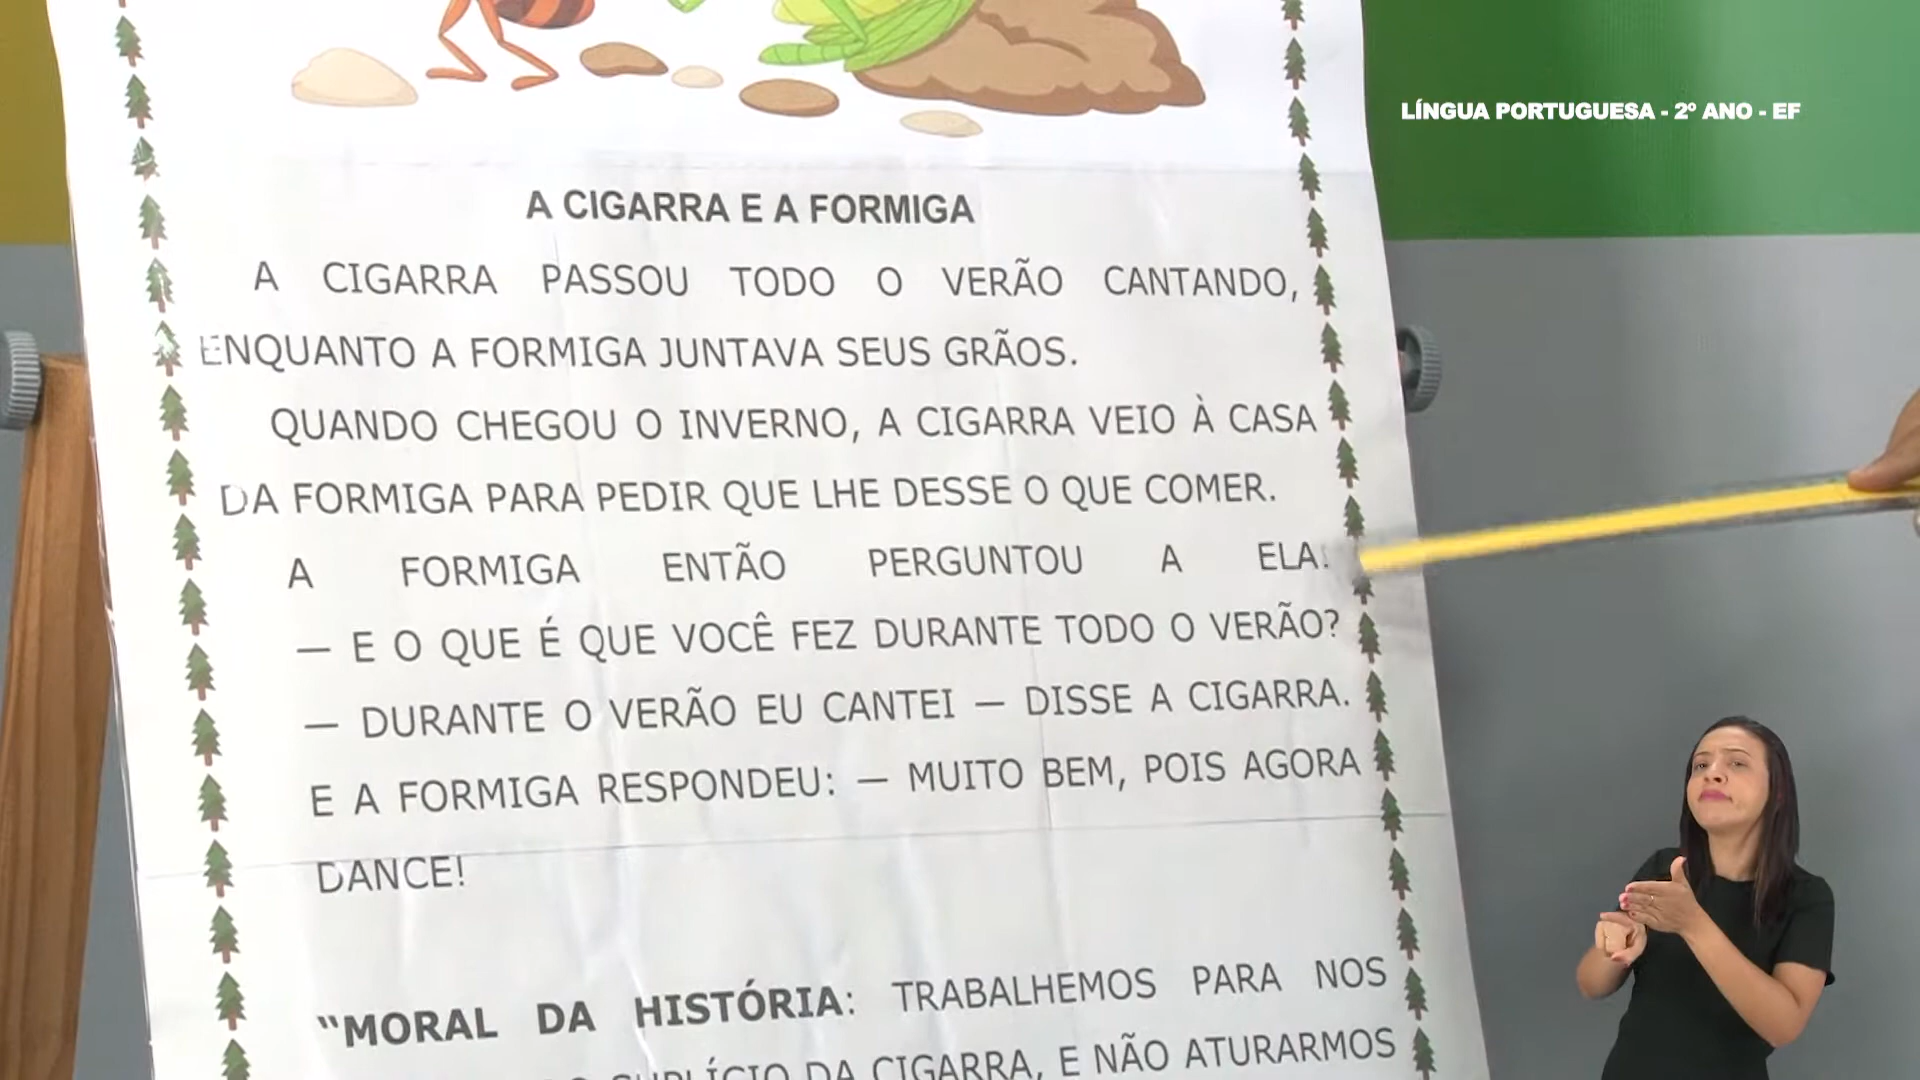 LÍNGUA PORTUGUESA - 2º ANO - EF
A CIGARRA E A FORMIGA
A CIGARRA PASSOU TODO O VERÃO CANTANDO,
ENQUANTO A FORMIGA JUNTAVA SEUS GRÃOS.
QUANDO CHEGOU O INVERNO, A CIGARRA VEIO À CASA
DA FORMIGA PARA PEDIR QUE LHE DESSE O QUE COMER.
A FORMIGA ENTÃO PERGUNTOU A ELA:
— E O QUE É QUE VOCÊ FEZ DURANTE TODO O VERÃO?
— DURANTE O VERÃO EU CANTEI — DISSE A CIGARRA.
E A FORMIGA RESPONDEU: — MUITO BEM, POIS AGORA
DANCE!
“MORAL DA HISTÓRIA: TRABALHEMOS PARA NOS
SUPLÍCIO DA CIGARRA, E NÃO ATURARMOS